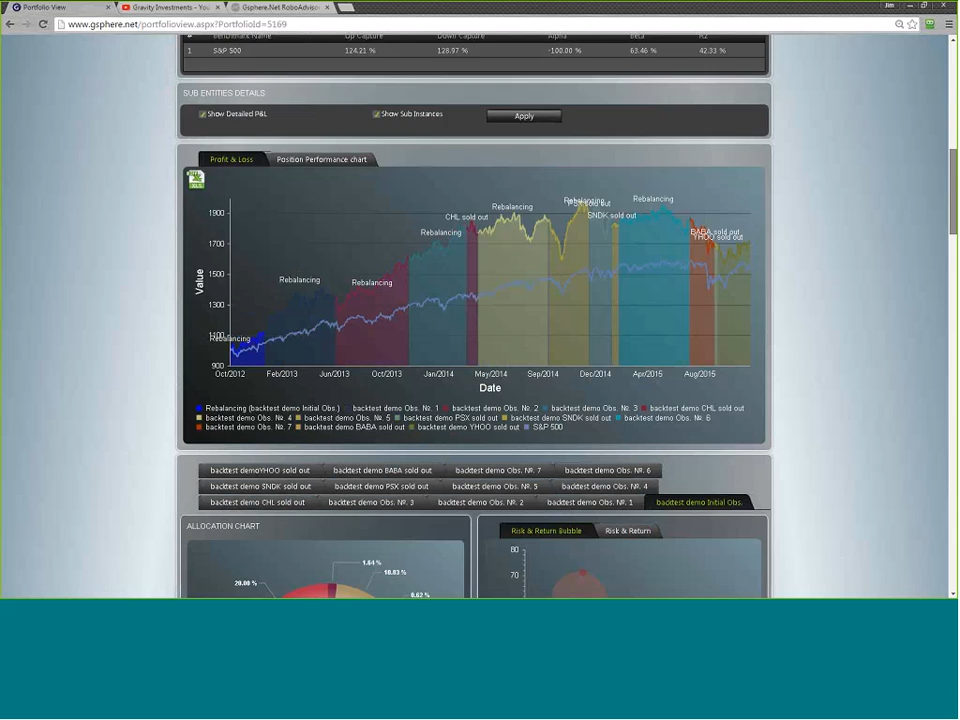 Portfolio View
Gravity Investments - You
Gsphere.Net RoboAdvisor
Jim
www.gsphere.net/portfolioview.aspx?PortfolioId=5169
# Benchmark Name Up Capture Down Capture Alpha Beta R2
1 S&P 500 124.21 % 128.97 % -100.00 % 63.46 % 42.33 %
SUB ENTITIES DETAILS
Show Detailed P&L Show Sub Instances Apply
Profit & Loss Position Performance chart
Rebalancing
Rebalancing
Rebalancing
Rebalancing
CHL sold out
Rebalancing
Rebalancing
PSX sold out
SNDK sold out
Rebalancing
BABA sold out
YHOO sold out
1900
1700
1500
1300
1100
900
Value
Oct/2012 Feb/2013 Jun/2013 Oct/2013 Jan/2014 May/2014 Sep/2014 Dec/2014 Apr/2015 Aug/2015
Date
Rebalancing (backtest demo Initial Obs.) backtest demo Obs. №. 1 backtest demo Obs. №. 2 backtest demo Obs. №. 3 backtest demo CHL sold out
backtest demo Obs. №. 4 backtest demo Obs. №. 5 backtest demo PSX sold out backtest demo SNDK sold out backtest demo Obs. №. 6
backtest demo Obs. №. 7 backtest demo BABA sold out backtest demo YHOO sold out S&P 500
backtest demoYHOO sold out backtest demo BABA sold out backtest demo Obs. №. 7 backtest demo Obs. №. 6
backtest demo SNDK sold out backtest demo PSX sold out backtest demo Obs. №. 5 backtest demo Obs. №. 4
backtest demo CHL sold out backtest demo Obs. №. 3 backtest demo Obs. №. 2 backtest demo Obs. №. 1 backtest demo Initial Obs.
ALLOCATION CHART
1.64 %
10.83 %
20.00 %
0.62 %
Risk & Return Bubble Risk & Return
80
70